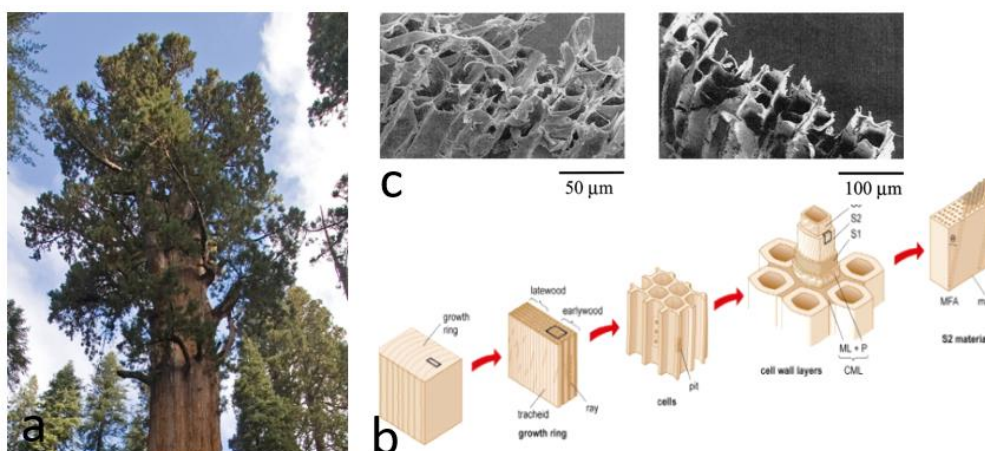 a
c
50 µm
100 µm
b
growth
ring
latewood
earlywood
tracheid
ray
growth ring
pit
cells
S2
S1
ML + P
CML
cell wall layers
MFA
S2